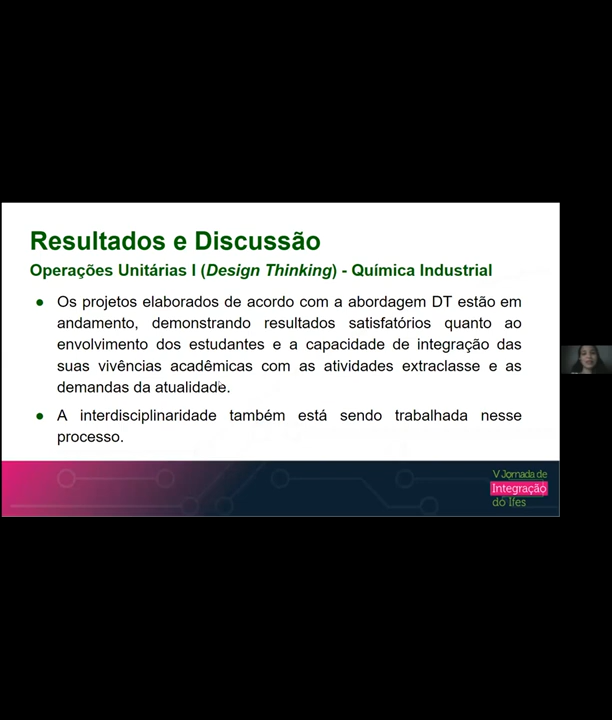 Resultados e Discussão
Operações Unitárias I (Design Thinking) - Química Industrial
● Os projetos elaborados de acordo com a abordagem DT estão em
andamento, demonstrando resultados satisfatórios quanto ao
envolvimento dos estudantes e a capacidade de integração das
suas vivências acadêmicas com as atividades extraclasse e as
demandas da atualidade.
● A interdisciplinaridade também está sendo trabalhada nesse
processo.
V Jornada de
Integração
do Ifes